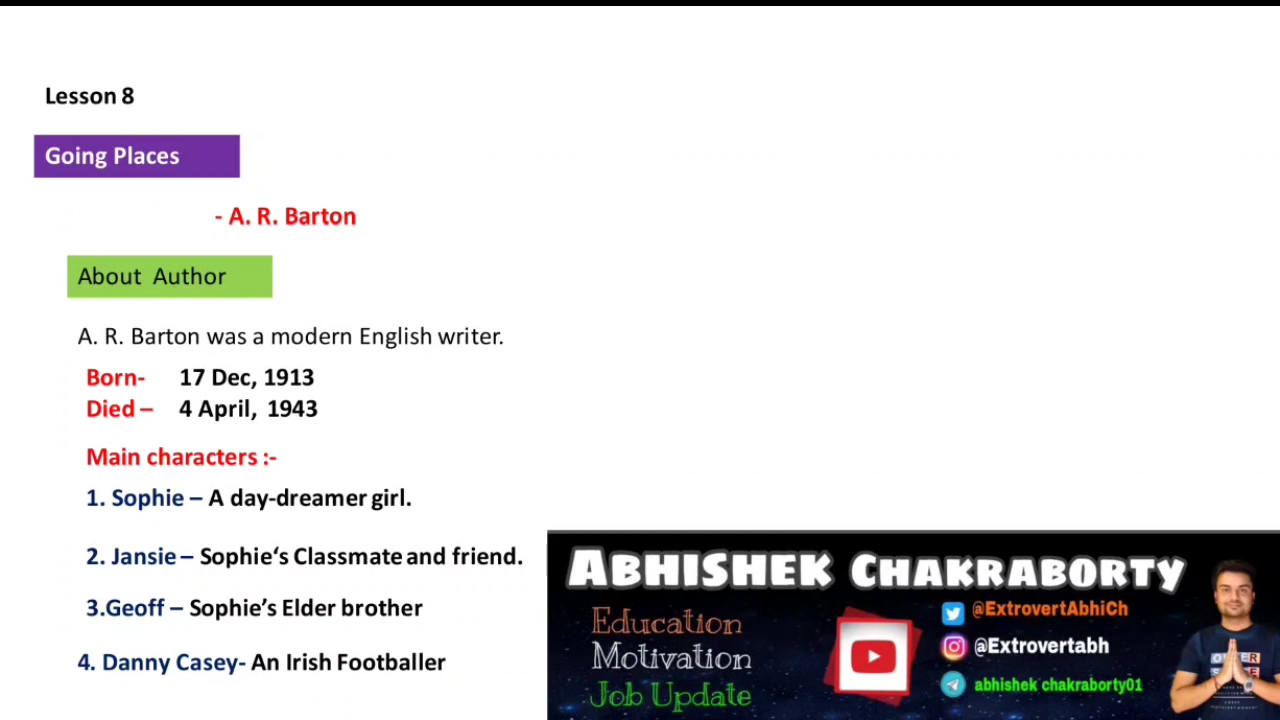 Lesson 8
Going Places
- A. R. Barton
About Author
A. R. Barton was a modern English writer.
Born- 17 Dec, 1913
Died – 4 April, 1943
Main characters :-
1. Sophie – A day-dreamer girl.
2. Jansie – Sophie‘s Classmate and friend.
3.Geoff – Sophie’s Elder brother
4. Danny Casey- An Irish Footballer
ABHISHEK CHAKRABORTY
Education
Motivation
Job Update
@ExtrovertAbhiCh
@Extrovertabh
abhishek chakraborty01